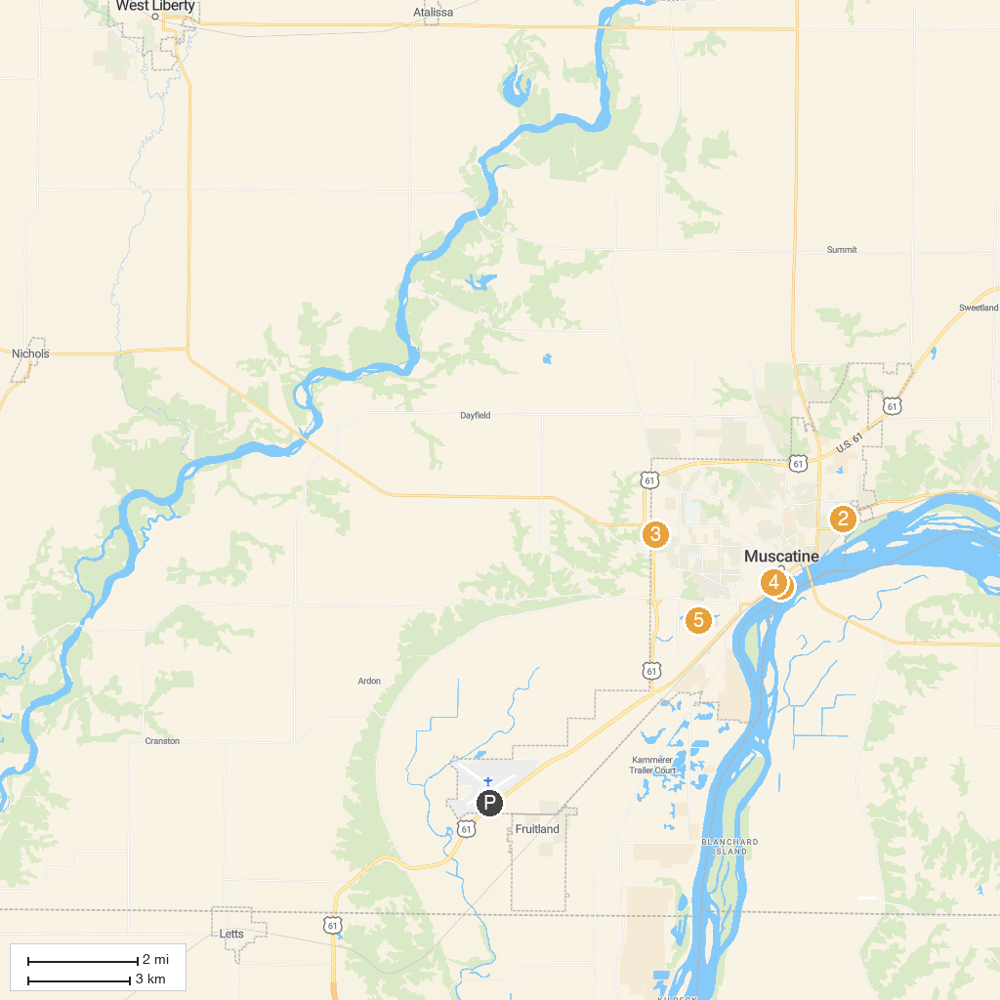 West Liberty
Atalissa
Summit
Sweetland
Nichols
61
Dayfield
U.S. 61
61
61
2
3
Muscatine
4
5
61
Ardon
Cranston
Kammerer
Trailer Court
P
61
Fruitland
BLANCHARD
ISLAND
61
Letts
2 mi
3 km